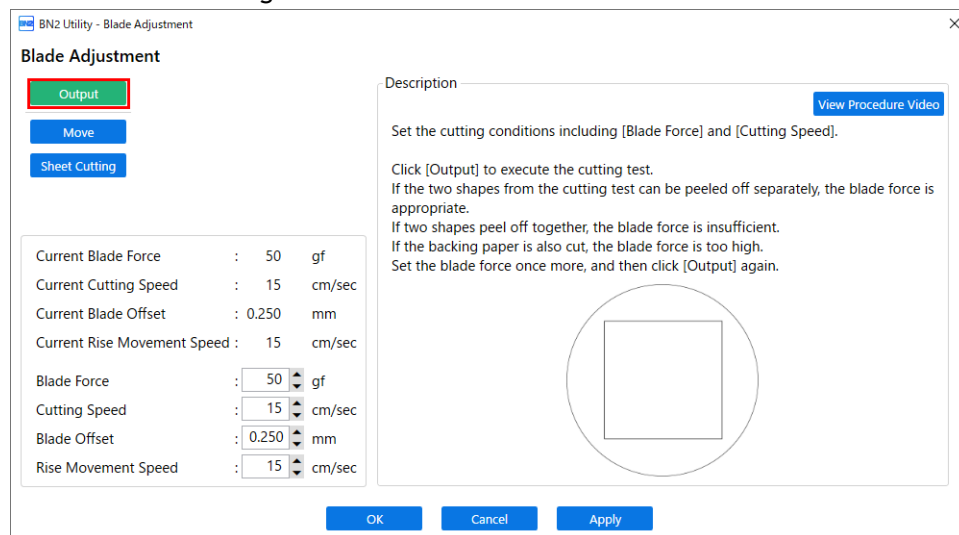 BN2 Utility - Blade Adjustment
Blade Adjustment
Output
Move
Sheet Cutting
Current Blade Force : 50 gf
Current Cutting Speed : 15 cm/sec
Current Blade Offset : 0.250 mm
Current Rise Movement Speed : 15 cm/sec
Blade Force : 50 gf
Cutting Speed : 15 cm/sec
Blade Offset : 0.250 mm
Rise Movement Speed : 15 cm/sec
Description
View Procedure Video
Set the cutting conditions including [Blade Force] and [Cutting Speed].
Click [Output] to execute the cutting test.
If the two shapes from the cutting test can be peeled off separately, the blade force is
appropriate.
If two shapes peel off together, the blade force is insufficient.
If the backing paper is also cut, the blade force is too high.
Set the blade force once more, and then click [Output] again.
OK
Cancel
Apply